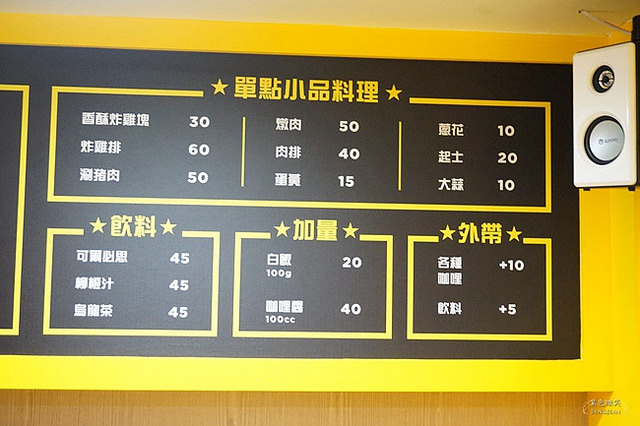 ★單點小品料理★
香酥炸雞塊 30
炸雞排 60
涮豬肉 50
燉肉 50
肉排 40
蛋黃 15
蔥花 10
起士 20
大蒜 10
★飲料★
可爾必思 45
檸檬汁 45
烏龍茶 45
★加量★
白飯 20
100g
咖哩醬 40
100cc
★外帶★
各種 +10
咖哩
飲料 +5